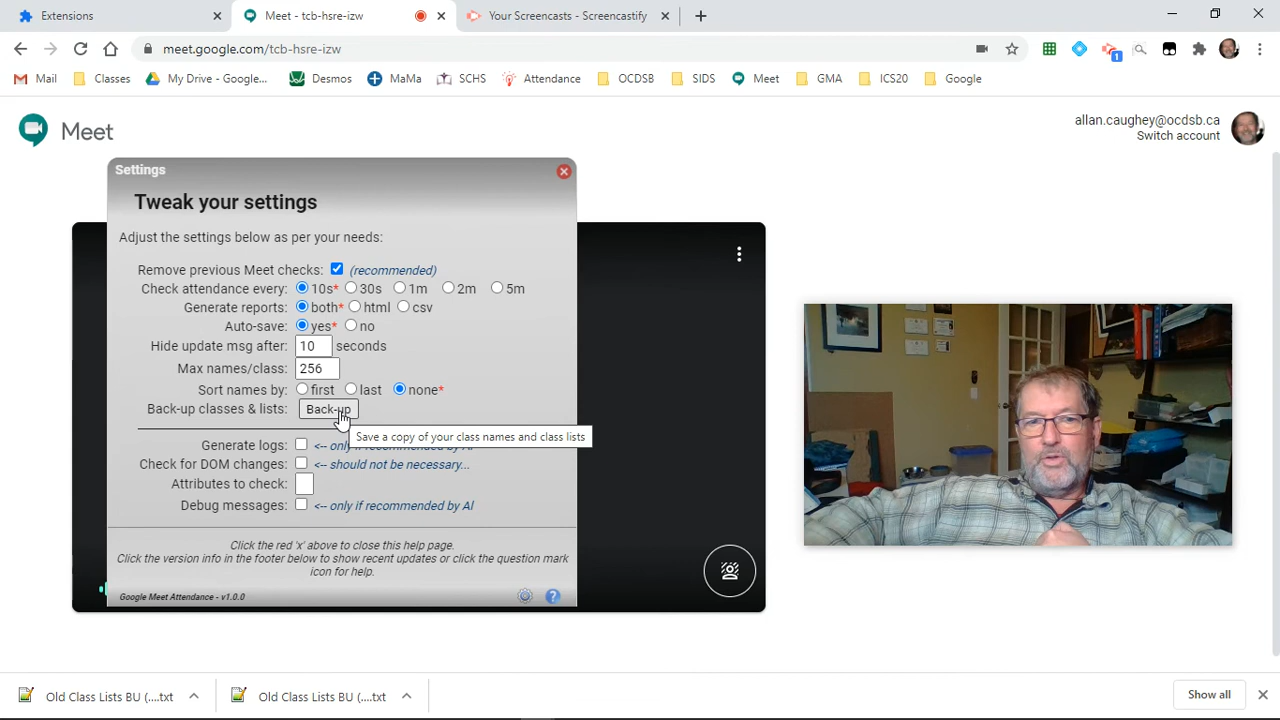 Extensions
Meet - tcb-hsre-izw
Your Screencasts - Screencastify
meet.google.com/tcb-hsre-izw
1
Mail
Classes
My Drive - Google...
Desmos
MaMa
SCHS
Attendance
OCDSB
SIDS
Meet
GMA
ICS20
Google
Meet
allan.caughey@ocdsb.ca
Switch account
Settings
Tweak your settings
Adjust the settings below as per your needs:
Remove previous Meet checks: (recommended)
Check attendance every: 10s* 30s 1m 2m 5m
Generate reports: both* html csv
Auto-save: yes* no
Hide update msg after: 10 seconds
Max names/class: 256
Sort names by: first last none*
Back-up classes & lists: Back-up
Save a copy of your class names and class lists
Generate logs: <-- only
Check for DOM changes: <-- should not be necessary...
Attributes to check:
Debug messages: <-- only if recommended by Al
Click the red 'x' above to close this help page.
Click the version info in the footer below to show recent updates or click the question mark
icon for help.
Google Meet Attendance - v1.0.0
Old Class Lists BU (....txt
Old Class Lists BU (....txt
Show all